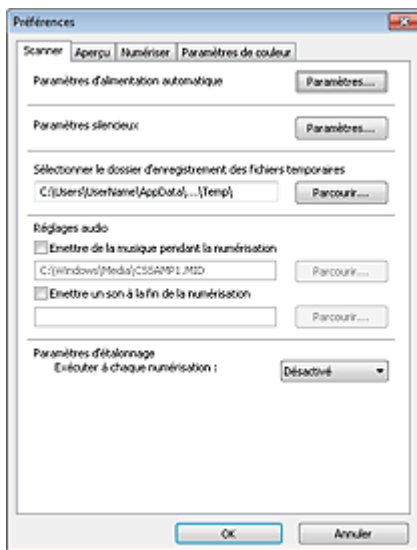 Préférences
Scanner Aperçu Numériser Paramètres de couleur
Paramètres d'alimentation automatique Paramètres....
Paramètres silencieux Paramètres....
Sélectionner le dossier d'enregistrement des fichiers temporaires
C:\Users\UserName\AppData\...\Temp\ Parcourir....
Réglages audio
Emettre de la musique pendant la numérisation
C:\Windows\Media\CSSAMP1.MID Parcourir....
Emettre un son à la fin de la numérisation
Parcourir....
Paramètres d'étalonnage
Exécuter à chaque numérisation : Désactivé
OK Annuler